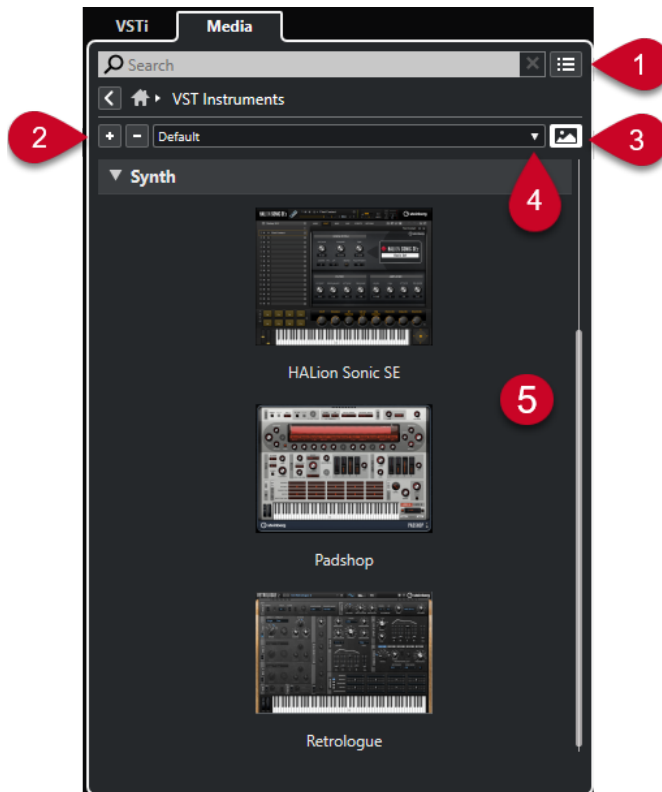 VSTi Media
Search
1
VST Instruments
2
+ - Default
3
4
Synth
HALion Sonic SE
5
Padshop
Retrologue